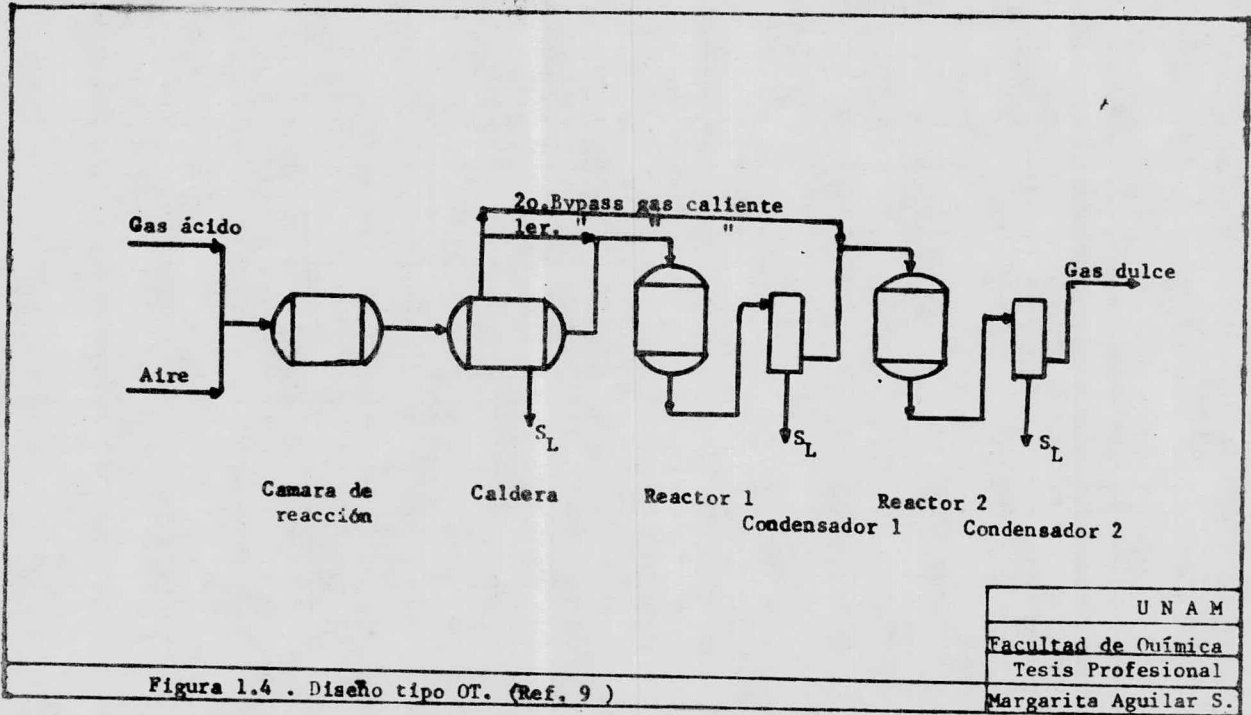 2o.Bypass gas caliente
1er. " " "
Gas ácido
Gas dulce
Aire
S_L
S_L
S_L
Camara de
reacción
Caldera
Reactor 1
Condensador 1
Reactor 2
Condensador 2
U N A M
Facultad de Química
Tesis Profesional
Margarita Aguilar S.
Figura 1.4 . Diseño tipo OT. (Ref. 9 )